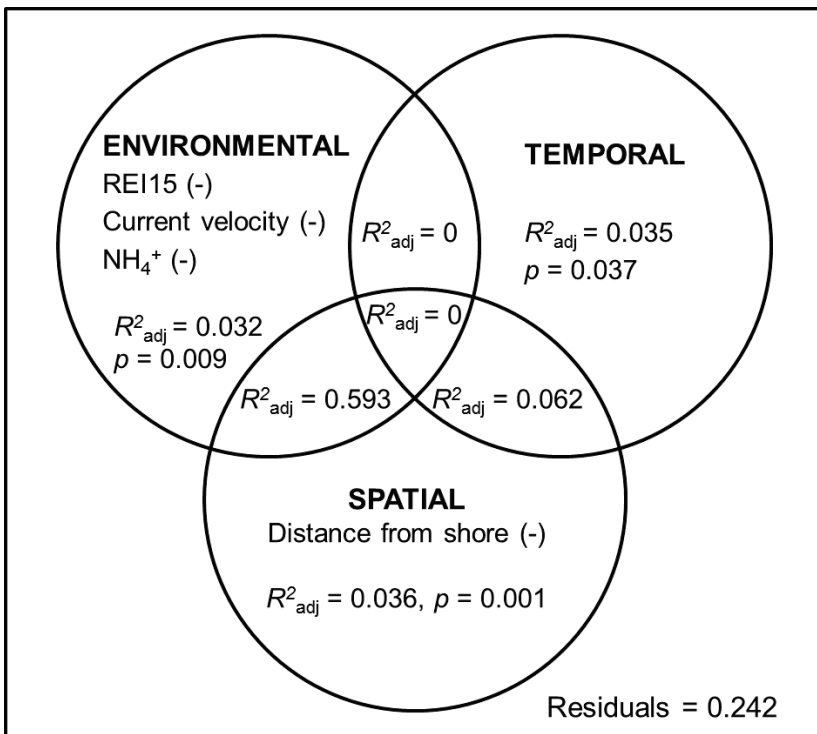 ENVIRONMENTAL
REI15 (-)
Current velocity (-)
NH₄⁺ (-)
R²adj = 0.032
p = 0.009
TEMPORAL
R²adj = 0.035
p = 0.037
R²adj = 0
R²adj = 0
R²adj = 0.593
R²adj = 0.062
SPATIAL
Distance from shore (-)
R²adj = 0.036, p = 0.001
Residuals = 0.242